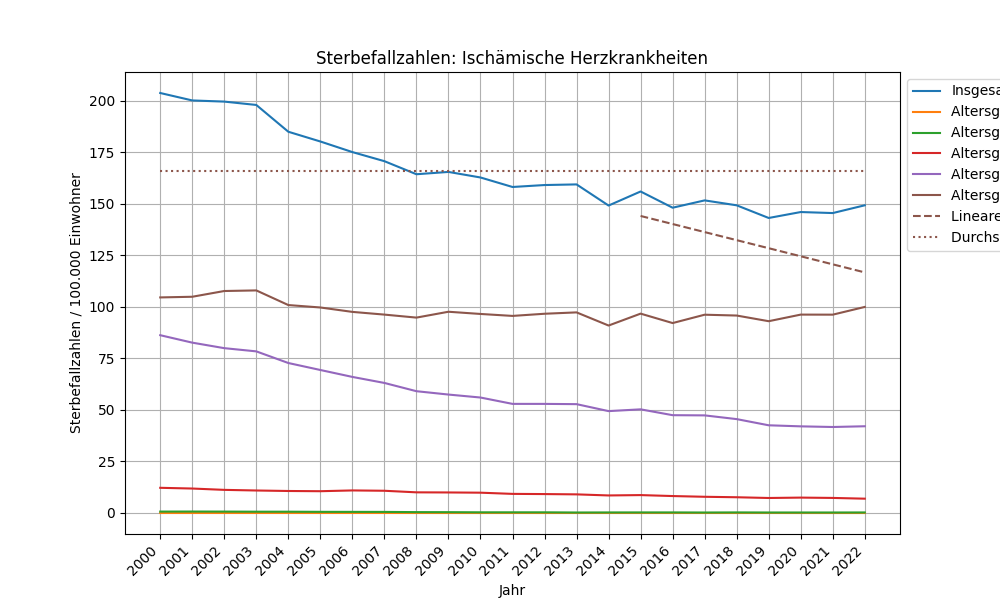 Sterbefallzahlen: Ischämische Herzkrankheiten
Sterbefallzahlen / 100.000 Einwohner
200
175
150
125
100
75
50
25
0
2000
2001
2002
2003
2004
2005
2006
2007
2008
2009
2010
2011
2012
2013
2014
2015
2016
2017
2018
2019
2020
2021
2022
Jahr
Insgesa
Altersg
Altersg
Altersg
Altersg
Altersg
Lineare
Durchs